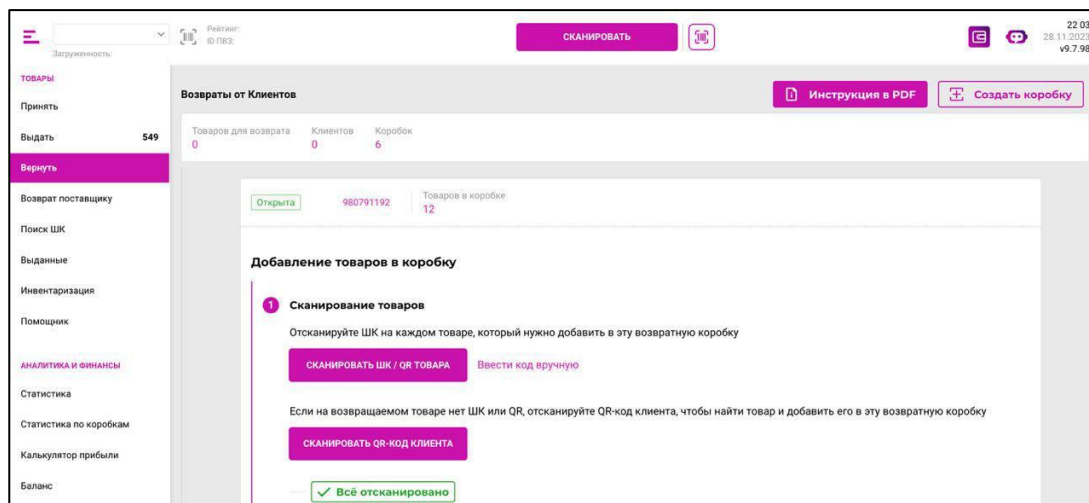 Рейтинг:
ID ПВЗ:
Загруженность:
СКАНИРОВАТЬ
22 03
28.11.2023
v9.7.98
ТОВАРЫ
Принять
Выдать 549
Вернуть
Возврат поставщику
Поиск ШК
Выданные
Инвентаризация
Помощник
АНАЛИТИКА И ФИНАНСЫ
Статистика
Статистика по коробкам
Калькулятор прибыли
Баланс
Возвраты от Клиентов
Инструкция в PDF
Создать коробку
Товаров для возврата Клиентов Коробок
0 0 6
Открыта 980791192 Товаров в коробке
12
Добавление товаров в коробку
1 Сканирование товаров
Отсканируйте ШК на каждом товаре, который нужно добавить в эту возвратную коробку
СКАНИРОВАТЬ ШК / QR ТОВАРА Ввести код вручную
Если на возвращаемом товаре нет ШК или QR, отсканируйте QR-код клиента, чтобы найти товар и добавить его в эту возвратную коробку
СКАНИРОВАТЬ QR-КОД КЛИЕНТА
Всё отсканировано